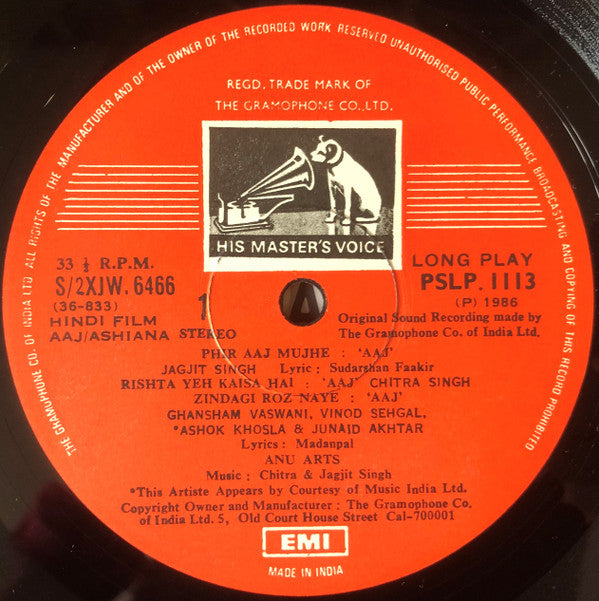 ALL RIGHTS OF THE MANUFACTURER AND OF THE OWNER OF THE RECORDED WORK RESERVED UNAUTHORISED PUBLIC PERFORMANCE BROADCASTING AND COPYING OF THIS RECORD PROHIBITED
THE GRAMOPHONE CO. OF INDIA LTD.
REGD. TRADE MARK OF
THE GRAMOPHONE CO., LTD.
HIS MASTER'S VOICE
33 ⅓ R.P.M.
S/2XJW. 6466
(36-833)
HINDI FILM
AAJ/ASHIANA STEREO
1
LONG PLAY
PSLP. 1113
(P) 1986
Original Sound Recording made by
The Gramophone Co. of India Ltd.
PHIR AAJ MUJHE : 'AAJ'
JAGJIT SINGH Lyric: Sudarshan Faakir
RISHTA YEH KAISA HAI : 'AAJ' CHITRA SINGH
ZINDAGI ROZ NAYE : 'AAJ'
GHANSHAM VASWANI, VINOD SEHGAL,
*ASHOK KHOSLA & JUNAID AKHTAR
Lyrics: Madanpal
ANU ARTS
Music : Chitra & Jagjit Singh
*This Artiste Appears by Courtesy of Music India Ltd.
Copyright Owner and Manufacturer : The Gramophone Co.
of India Ltd. 5, Old Court House Street Cal-700001
EMI
MADE IN INDIA